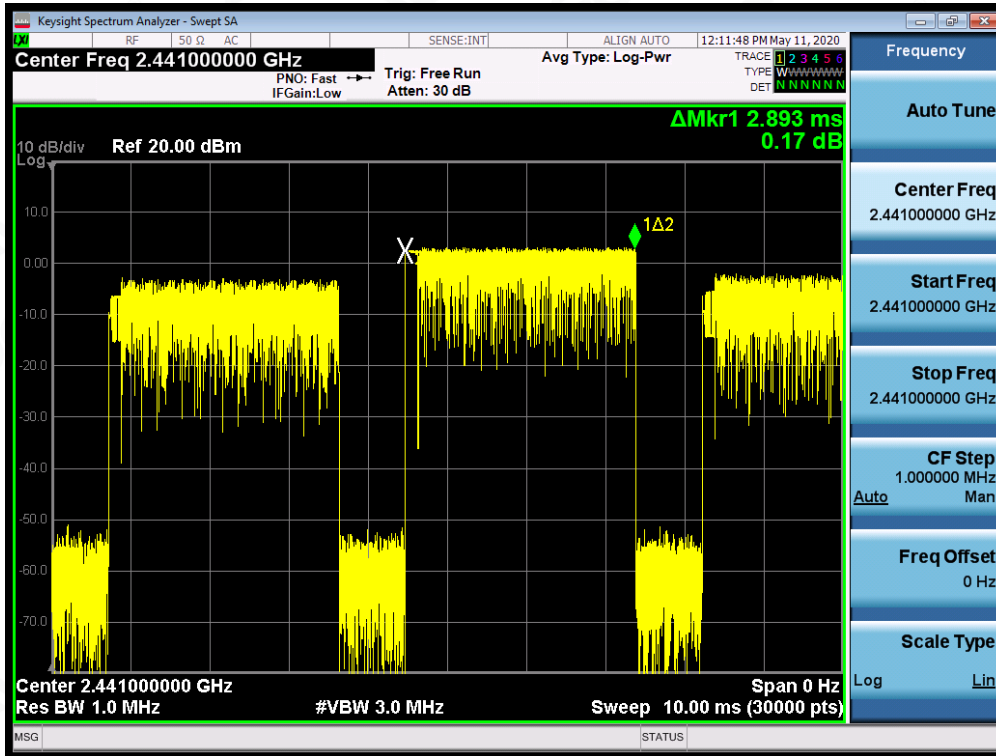 Keysight Spectrum Analyzer - Swept SA
LXI RF 50 Ω AC SENSE:INT ALIGN AUTO 12:11:48 PM May 11, 2020
Center Freq 2.441000000 GHz
PNO: Fast
IFGain:Low
Trig: Free Run
Atten: 30 dB
Avg Type: Log-Pwr
TRACE 1 2 3 4 5 6
TYPE WWWWWW
DET N N N N N N
ΔMkr1 2.893 ms
0.17 dB
10 dB/div Ref 20.00 dBm
Log
10.0
0.00
-10.0
-20.0
-30.0
-40.0
-50.0
-60.0
-70.0
X
1Δ2
Center 2.441000000 GHz Span 0 Hz
Res BW 1.0 MHz #VBW 3.0 MHz Sweep 10.00 ms (30000 pts)
MSG STATUS
Frequency
Auto Tune
Center Freq
2.441000000 GHz
Start Freq
2.441000000 GHz
Stop Freq
2.441000000 GHz
CF Step
1.000000 MHz
Auto Man
Freq Offset
0 Hz
Scale Type
Log Lin